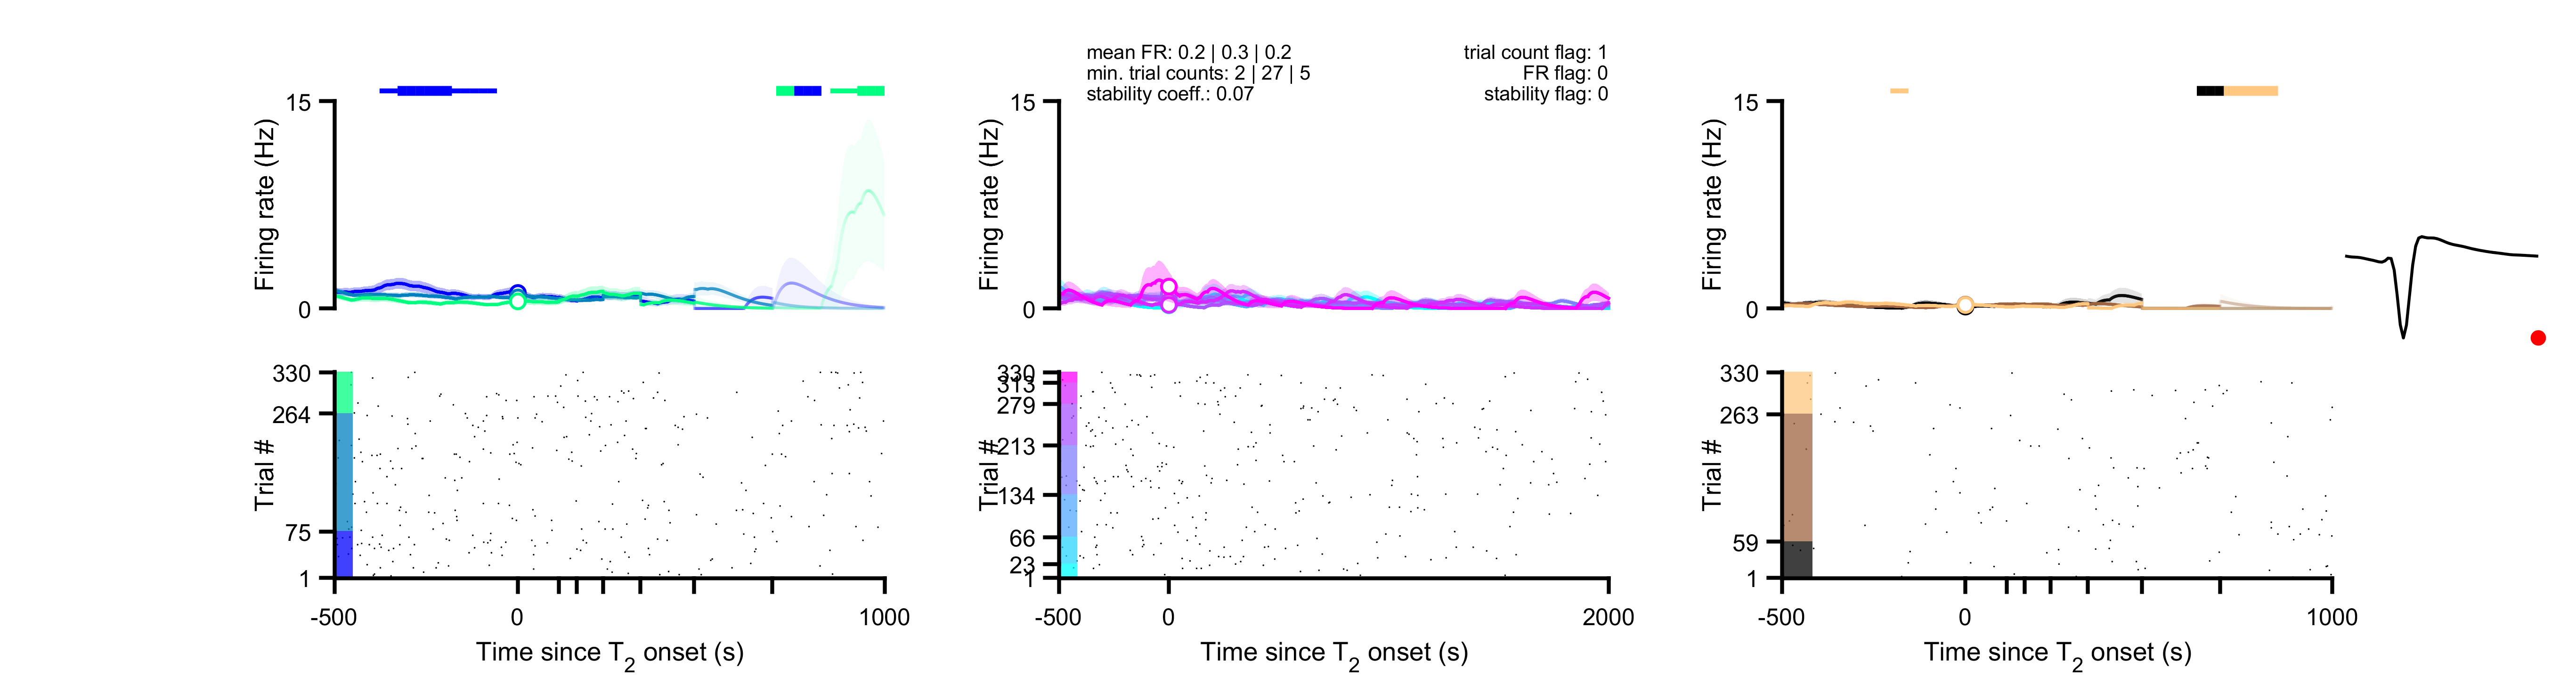 mean FR: 0.2 | 0.3 | 0.2
min. trial counts: 2 | 27 | 5
stability coeff.: 0.07
trial count flag: 1
FR flag: 0
stability flag: 0
Firing rate (Hz)
15
0
Trial #
330
264
75
1
-500
0
1000
Time since T2 onset (s)
Firing rate (Hz)
15
0
Trial #
330
313
279
213
134
66
23
1
-500
0
2000
Time since T2 onset (s)
Firing rate (Hz)
15
0
Trial #
330
263
59
1
-500
0
1000
Time since T2 onset (s)